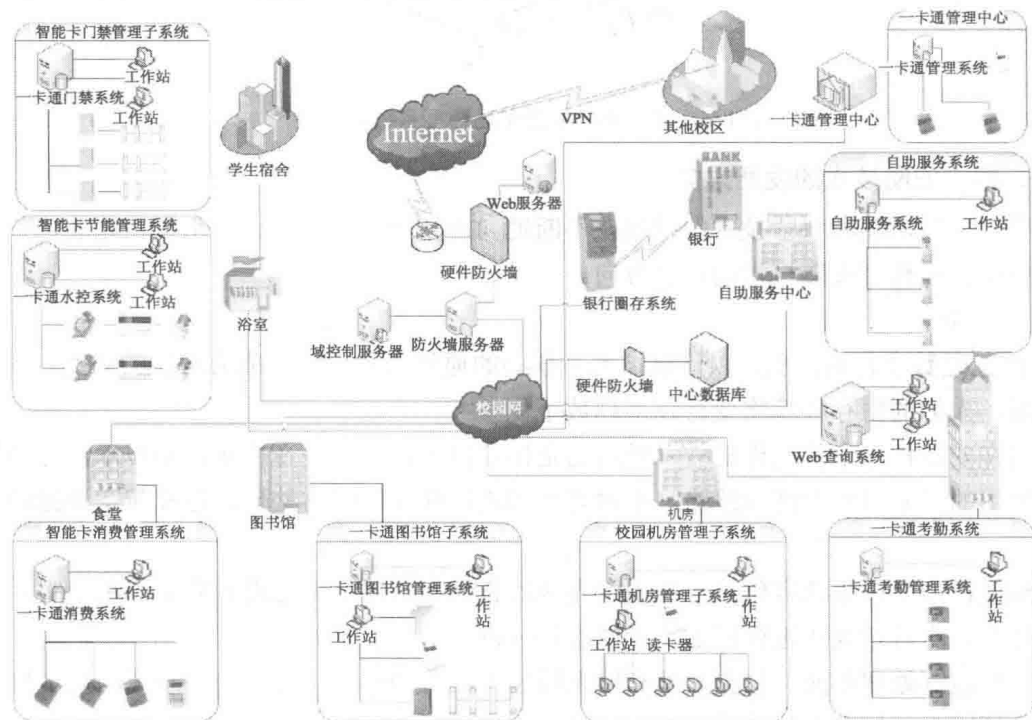 智能卡门禁管理子系统
工作站
一卡通门禁系统
工作站
学生宿舍
Internet
VPN
其他校区
一卡通管理中心
一卡通管理中心
一卡通管理系统
智能卡节能管理系统
工作站
一卡通水控系统
工作站
浴室
Web服务器
硬件防火墙
域控制服务器
防火墙服务器
BANK
银行
银行圈存系统
自助服务中心
自助服务系统
自助服务系统
工作站
硬件防火墙
中心数据库
校园网
工作站
工作站
Web查询系统
食堂
图书馆
机房
智能卡消费管理系统
工作站
一卡通消费系统
一卡通图书馆子系统
一卡通图书馆管理系统
工作站
工作站
校园机房管理子系统
一卡通机房管理子系统
工作站
工作站
读卡器
一卡通考勤系统
一卡通考勤管理系统
工作站